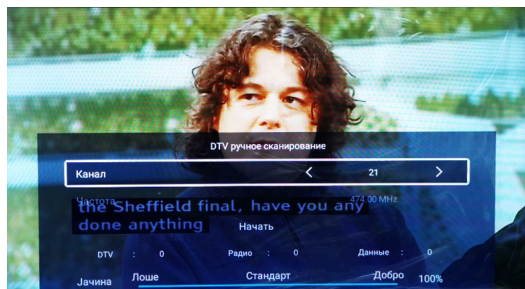 DTV ручное сканирование
Канал < 21 >
Частота 474.00 MHz
the Sheffield final, have you any
done anything
Начать
DTV : 0 Радио : 0 Данные : 0
Јачина Лоше Стандарт Добро 100%